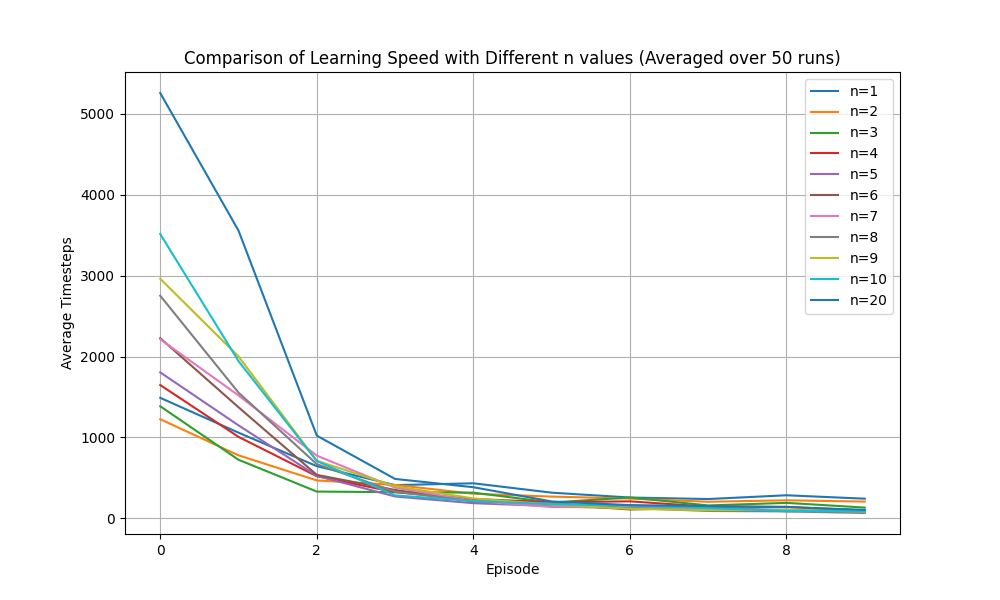 Comparison of Learning Speed with Different n values (Averaged over 50 runs)
Average Timesteps
5000
4000
3000
2000
1000
0
0
2
4
6
8
Episode
n=1
n=2
n=3
n=4
n=5
n=6
n=7
n=8
n=9
n=10
n=20